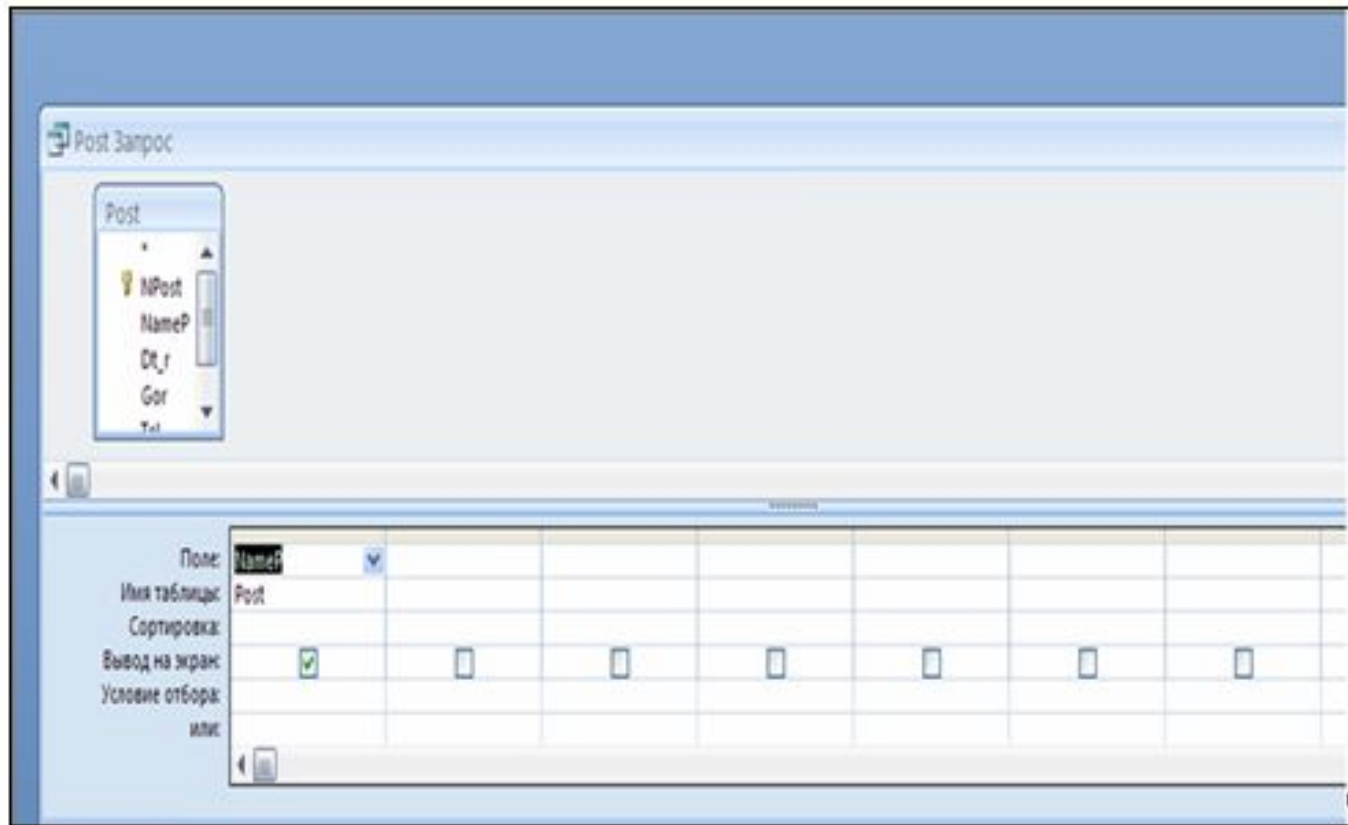 Post Запрос
Post
*
NPost
NameP
Dt_r
Gor
Поле: NameP
Имя таблицы: Post
Сортировка:
Вывод на экран:
Условие отбора:
или: